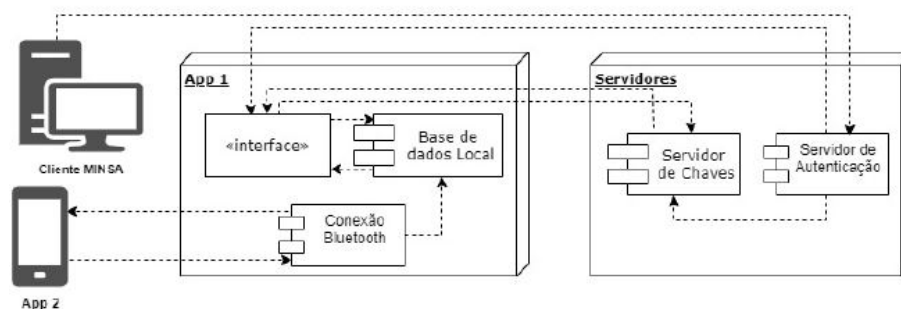 App 1
Servidores
«interface»
Base de
dados Local
Servidor
de Chaves
Servidor de
Autenticação
Cliente MINSA
Conexão
Bluetooth
App 2